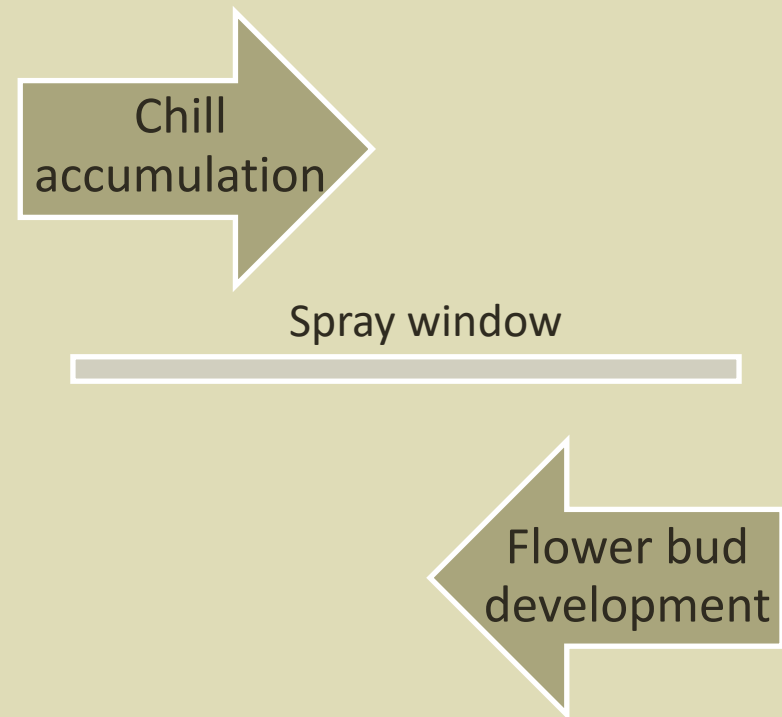 Chill
accumulation
Spray window
Flower bud
development